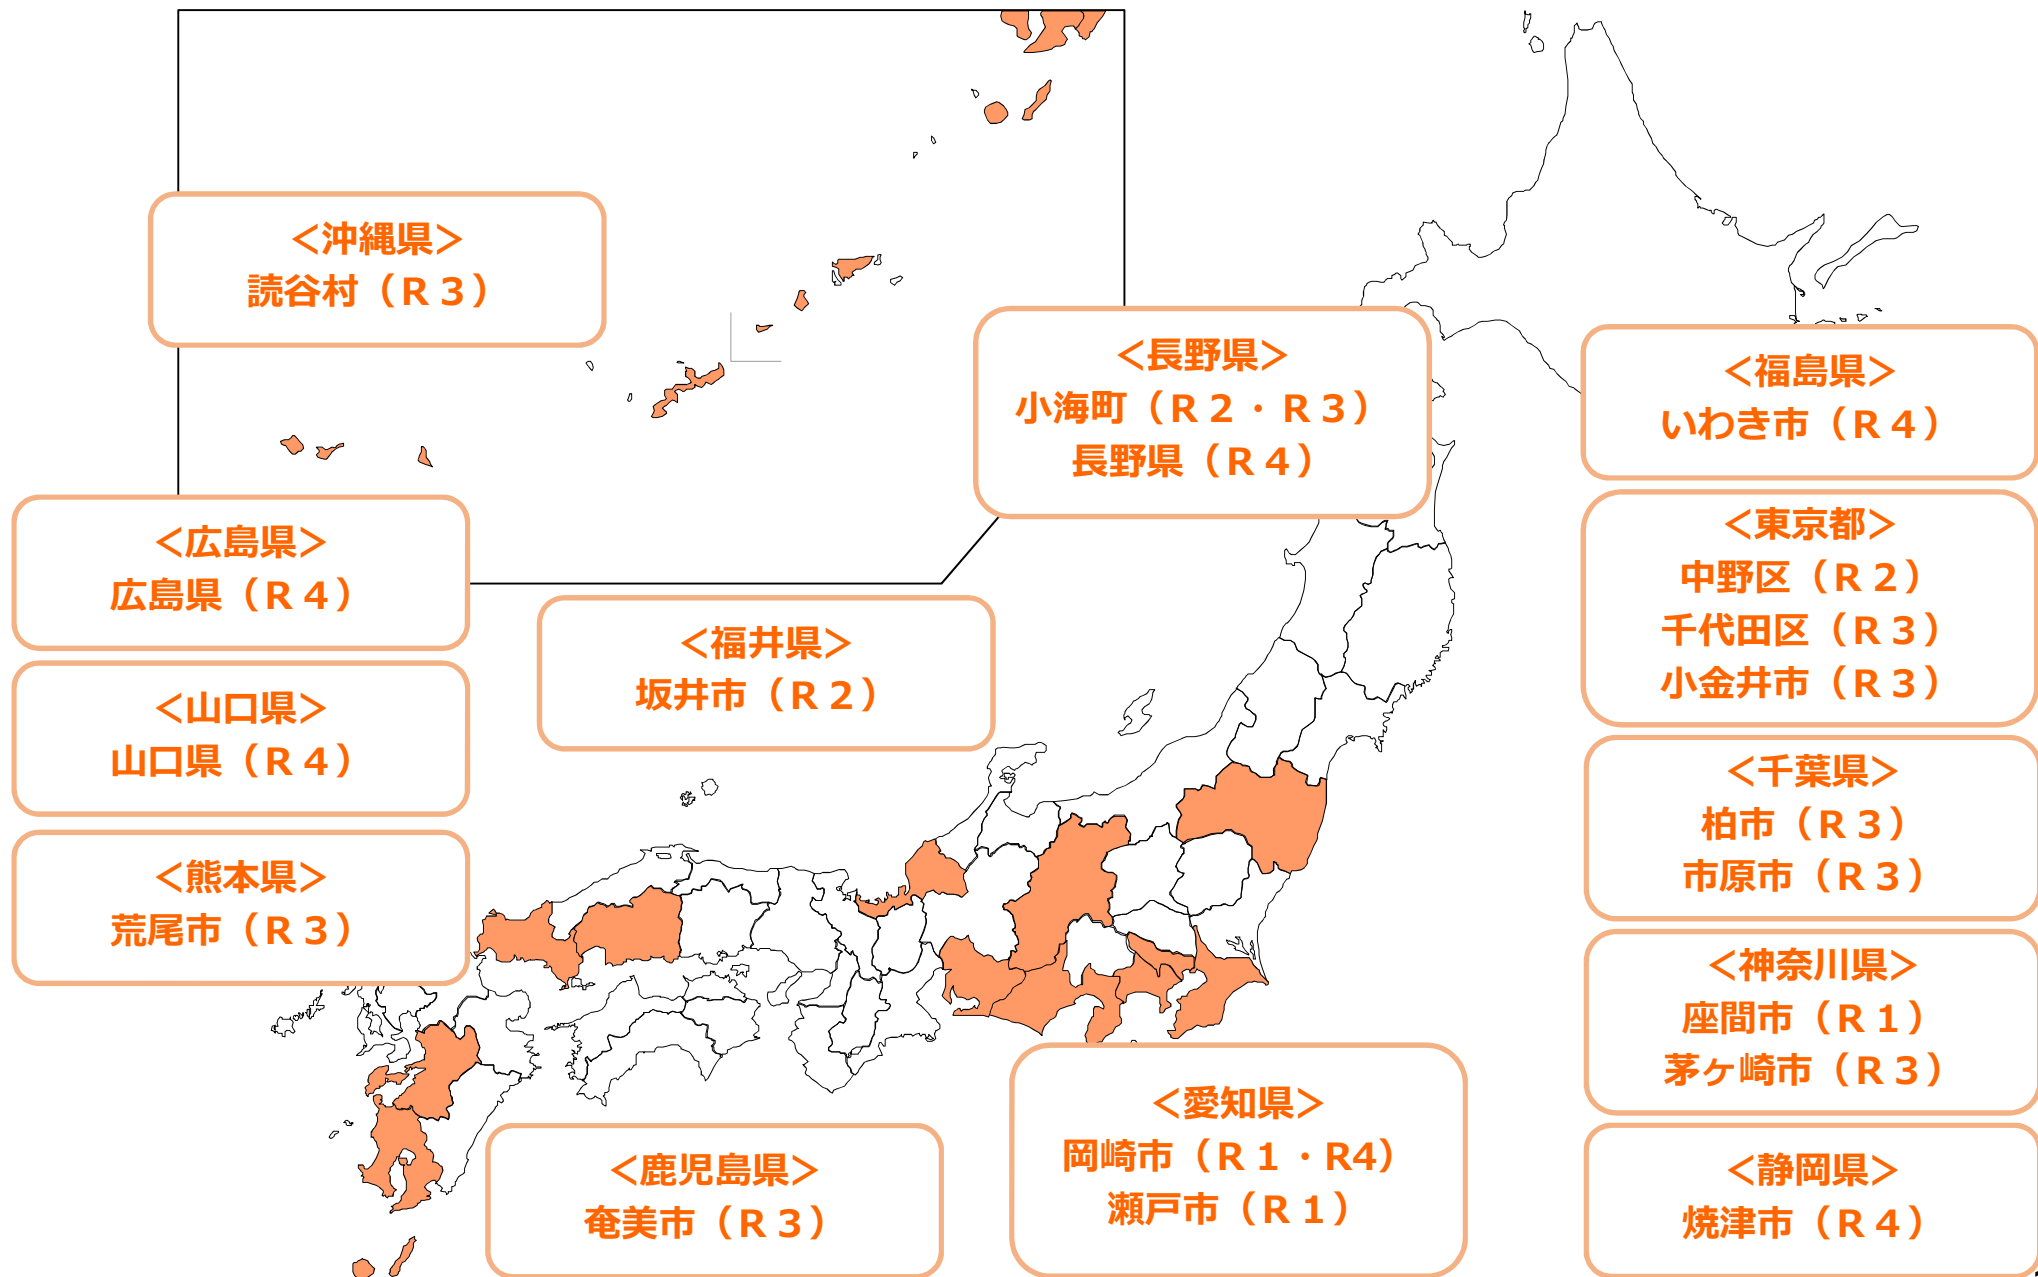 ＜沖縄県＞
読谷村（Ｒ３）
＜長野県＞
小海町（Ｒ２・Ｒ３）
長野県（Ｒ４）
＜福島県＞
いわき市（Ｒ４）
＜広島県＞
広島県（Ｒ４）
＜福井県＞
坂井市（Ｒ２）
＜東京都＞
中野区（Ｒ２）
千代田区（Ｒ３）
小金井市（Ｒ３）
＜山口県＞
山口県（Ｒ４）
＜千葉県＞
柏市（Ｒ３）
市原市（Ｒ３）
＜熊本県＞
荒尾市（Ｒ３）
＜神奈川県＞
座間市（Ｒ１）
茅ヶ崎市（Ｒ３）
＜鹿児島県＞
奄美市（Ｒ３）
＜愛知県＞
岡崎市（Ｒ１・R4）
瀬戸市（Ｒ１）
＜静岡県＞
焼津市（Ｒ４）